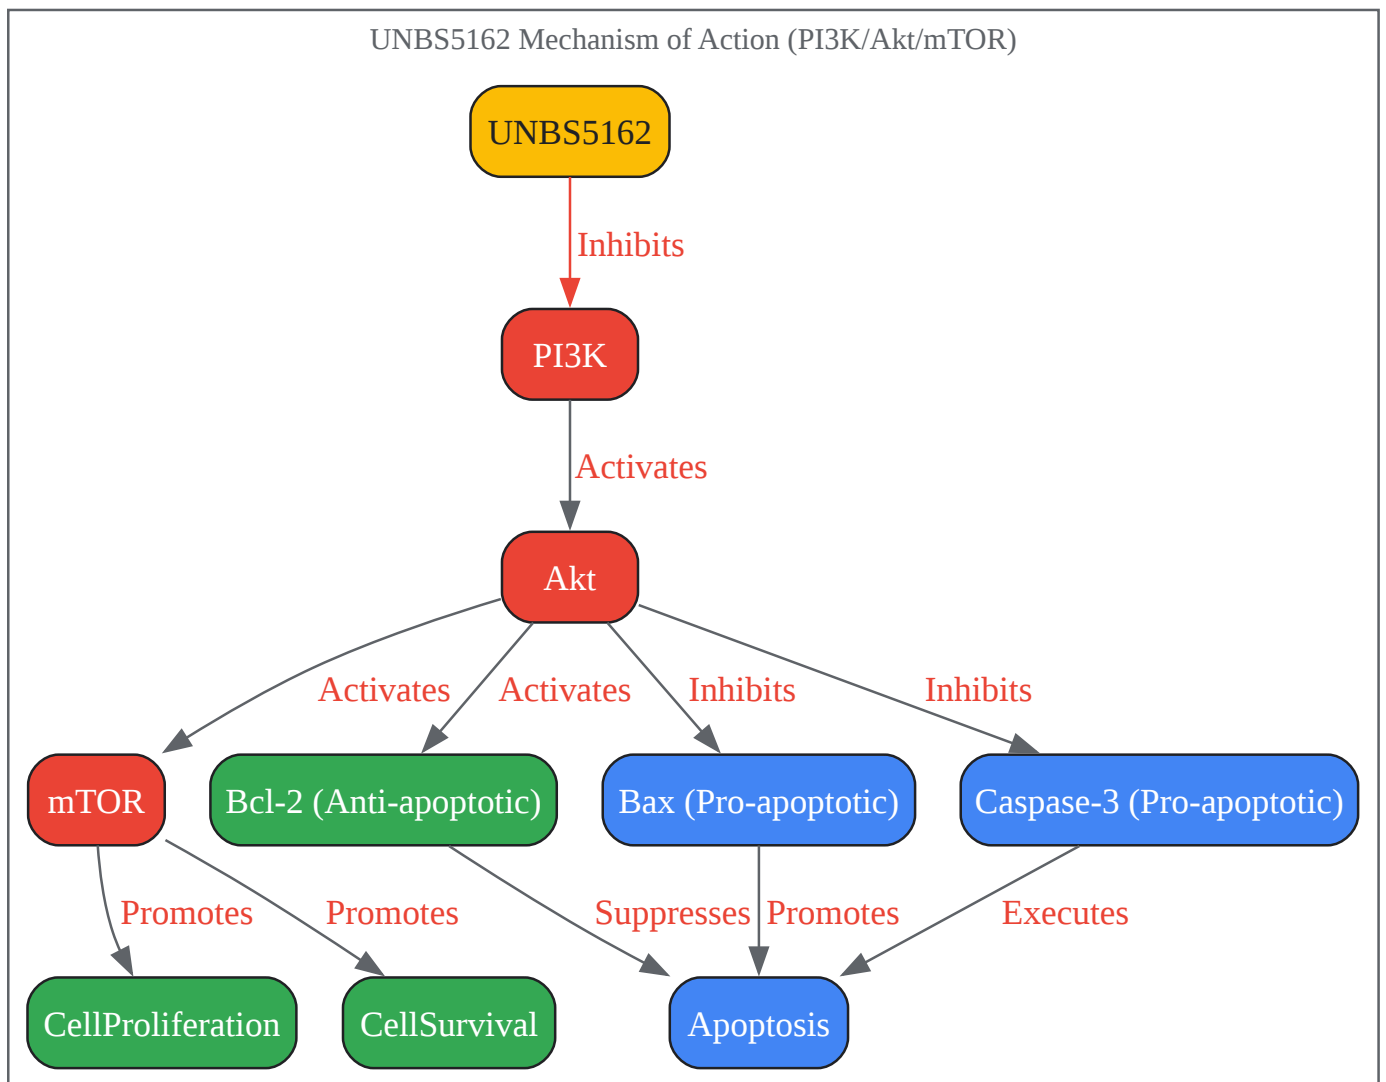 UNBS5162 Mechanism of Action (PI3K/Akt/mTOR)
UNBS5162
Inhibits
PI3K
Activates
Akt
Activates
Activates
Inhibits
Inhibits
mTOR
Bcl-2 (Anti-apoptotic)
Bax (Pro-apoptotic)
Caspase-3 (Pro-apoptotic)
Promotes
Promotes
Suppresses
Promotes
Executes
CellProliferation
CellSurvival
Apoptosis